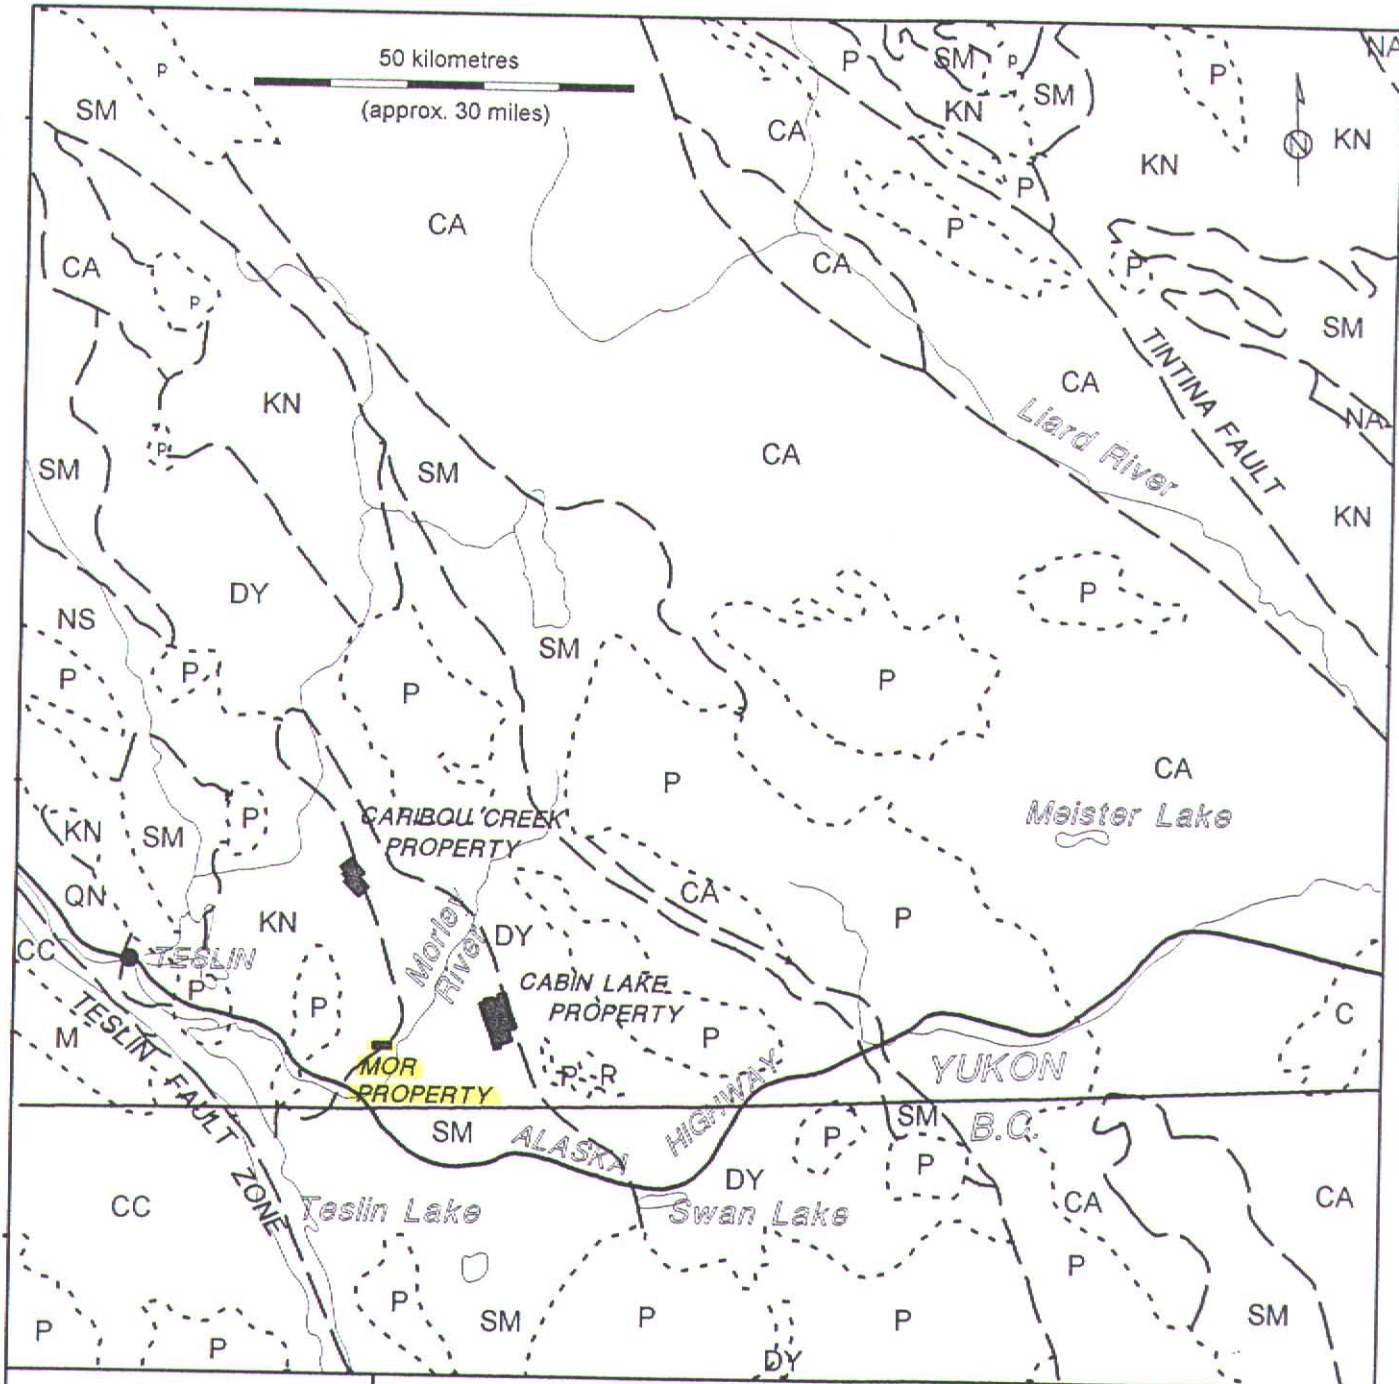 50 kilometres
(approx. 30 miles)
P
SM
P
SM
P
SM
P
NA
CA
KN
KN
KN
P
P
CA
CA
CA
P
P
SM
TINTINA FAULT
CA
KN
Liard River
NA
CA
SM
SM
P
KN
DY
P
NS
SM
P
P
P
P
P
CA
Meister Lake
CARIBOU CREEK
PROPERTY
KN
SM
P
CA
P
QN
KN
Morley
River
DY
CC
TESLIN
CABIN LAKE
PROPERTY
P
P
P
C
M
TESLIN FAULT ZONE
MOR
PROPERTY
P
R
YUKON
B.C.
SM
SM
ALASKA HIGHWAY
P
P
DY
CC
Teslin Lake
Swan Lake
CA
CA
P
P
SM
P
P
SM
P
P
DY